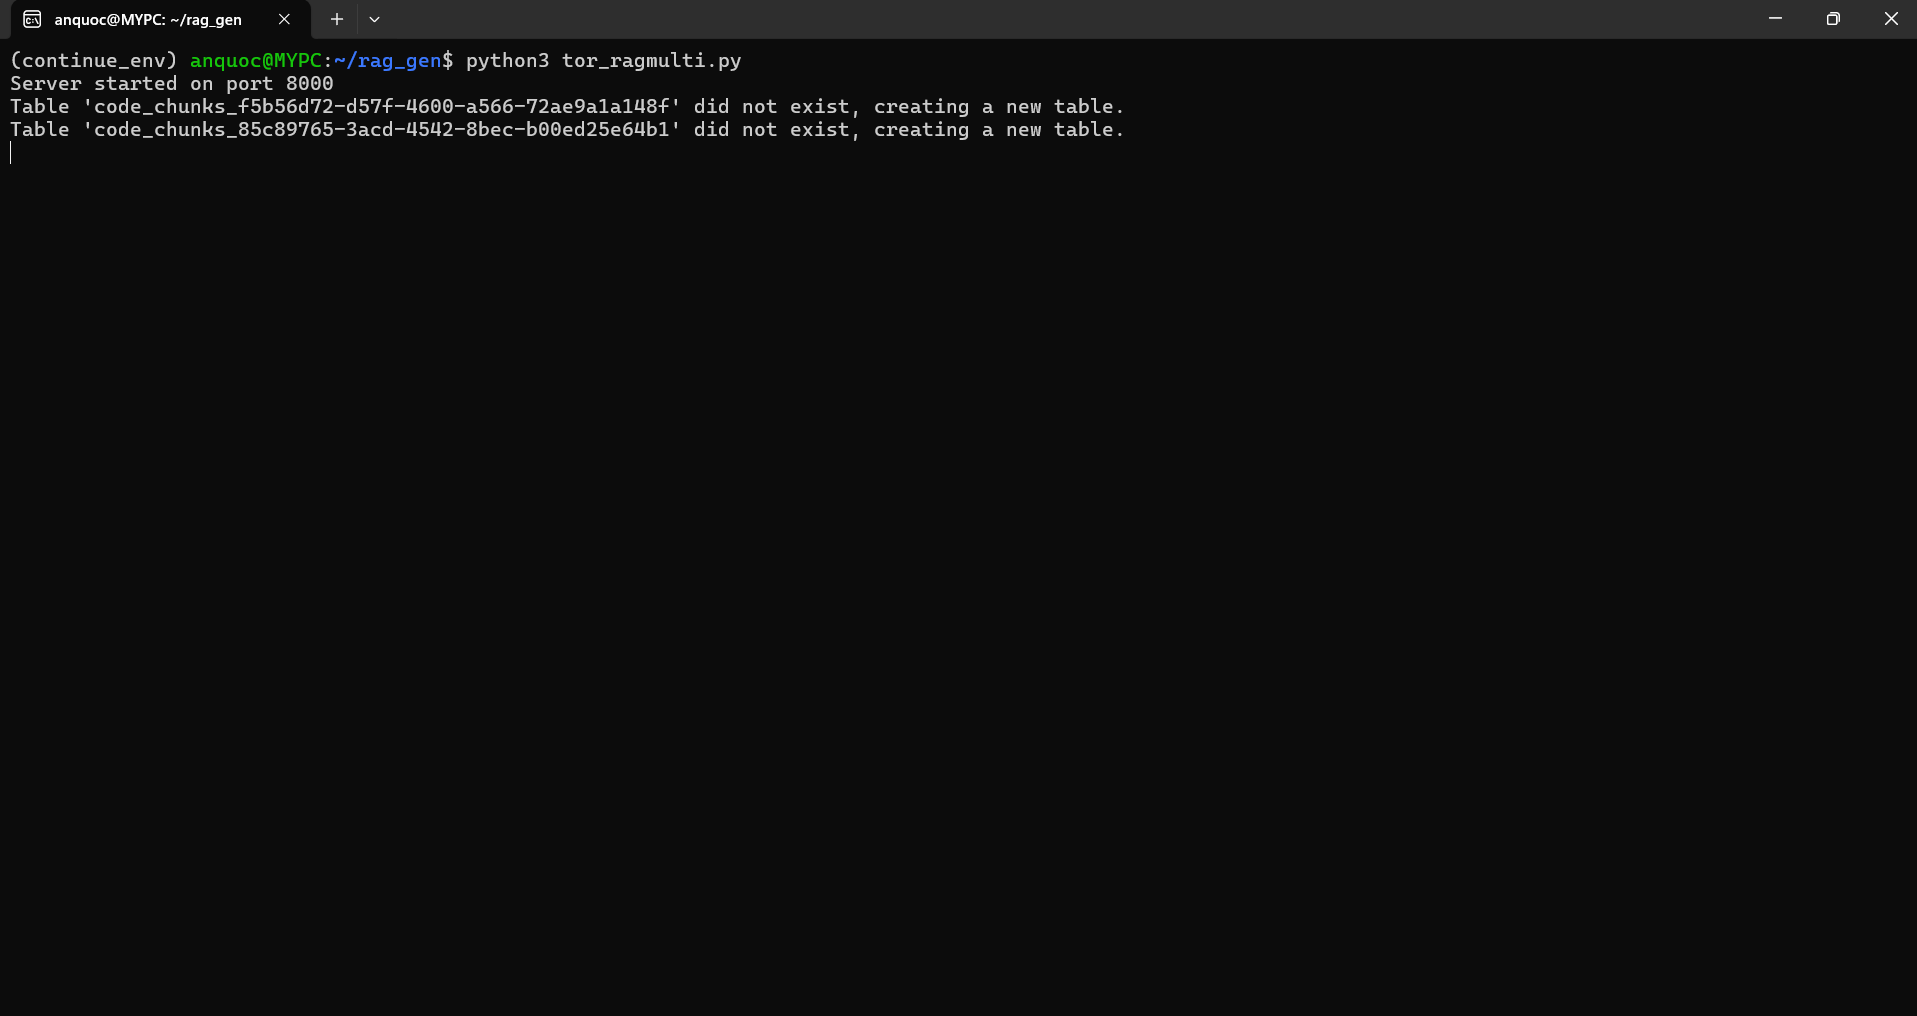 anquoc@MYPC: ~/rag_gen
(continue_env) anquoc@MYPC:~/rag_gen$ python3 tor_ragmulti.py
Server started on port 8000
Table 'code_chunks_f5b56d72-d57f-4600-a566-72ae9a1a148f' did not exist, creating a new table.
Table 'code_chunks_85c89765-3acd-4542-8bec-b00ed25e64b1' did not exist, creating a new table.